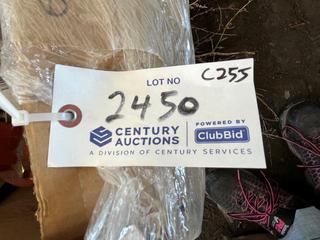 LOT NO
C255
2450
CENTURY AUCTIONS
POWERED BY
ClubBid
A DIVISION OF CENTURY SERVICES